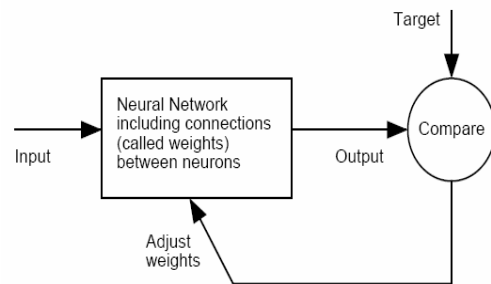 Target
Neural Network
including connections
(called weights)
between neurons
Compare
Input
Output
Adjust
weights